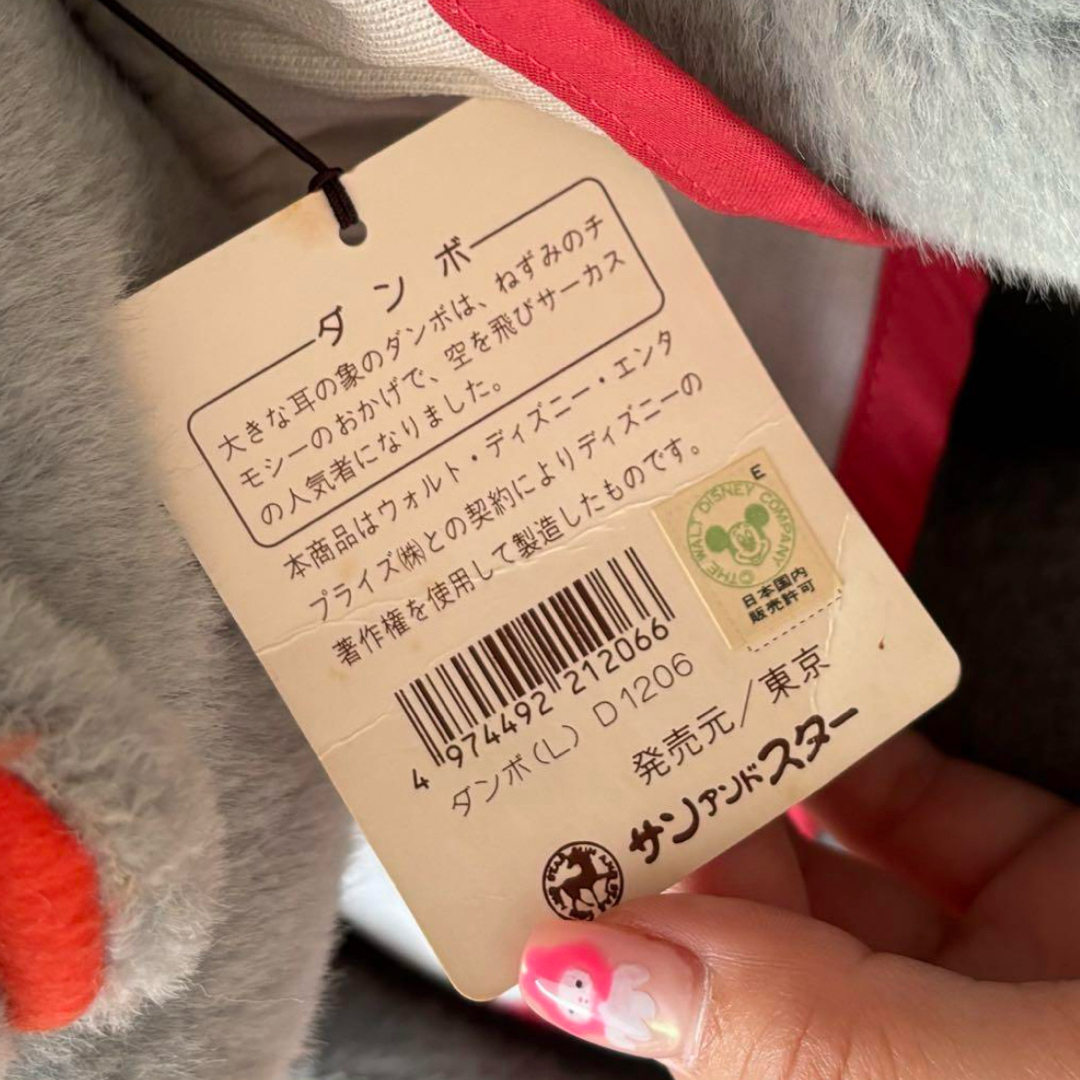 ダンボ
大きな耳の象のダンボは、ねずみのチ
モシーのおかげで、空を飛びサーカス
の人気者になりました。
本商品はウォルト・ディズニー・エンタ
プライズ㈱との契約によりディズニーの
著作権を使用して製造したものです。
E
©THE WALT DISNEY COMPANY
日本国内
販売許可
4 974492 212066
ダンボ(L) D1206
発売元/東京
サンアンドスター